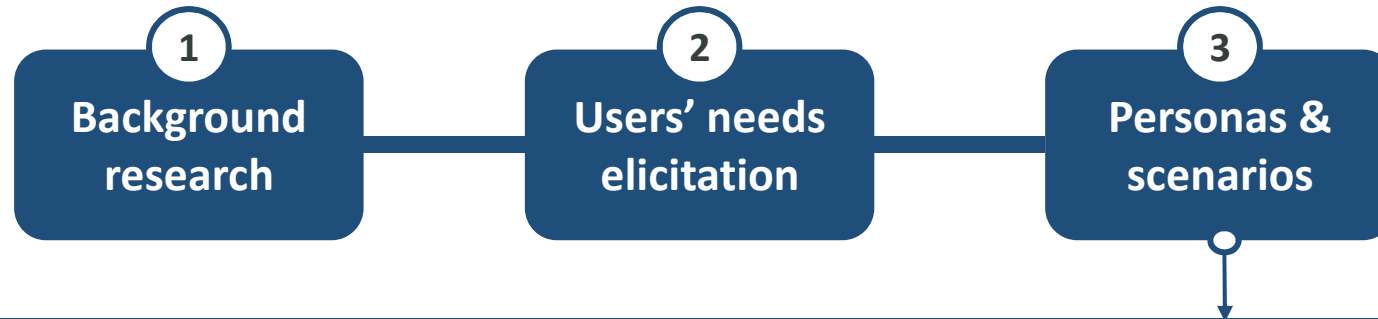 1
Background
research
2
Users’ needs
elicitation
3
Personas &
scenarios